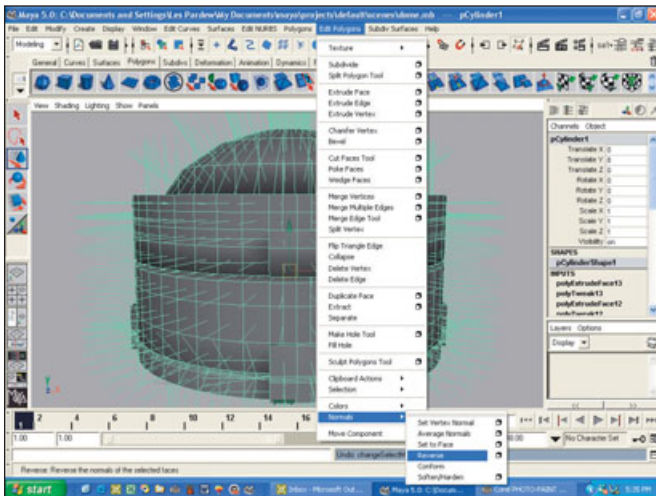 Maya 5.0: C:\Documents and Settings\Les Pardew\My Documents\maya\projects\default\scenes\dome.mb --- pCylinder1
File Edit Modify Create Display Window Edit Curves Surfaces Edit NURBS Polygons Edit Polygons Subdiv Surfaces Help
Modeling
General Curves Surfaces Polygons Subdivs Deformation Animation Dynamics
View Shading Lighting Show Panels
Texture
Subdivide
Split Polygon Tool
Extrude Face
Extrude Edge
Extrude Vertex
Chamfer Vertex
Bevel
Cut Faces Tool
Poke Faces
Wedge Faces
Merge Vertices
Merge Multiple Edges
Merge Edge Tool
Split Vertex
Flip Triangle Edge
Collapse
Delete Vertex
Delete Edge
Duplicate Face
Extract
Separate
Make Hole Tool
Fill Hole
Sculpt Polygons Tool
Clipboard Actions
Selection
Colors
Normals
Move Component
Set Vertex Normal
Average Normals
Set to Face
Reverse
Conform
Soften/Harden
Channels Object
pCylinder1
Translate X 0
Translate Y 8
Translate Z 0
Rotate X 0
Rotate Y 0
Rotate Z 0
Scale X 1
Scale Y 1
Scale Z 1
Visibility on
SHAPES
pCylinderShape1
INPUTS
polyExtrudeFace13
polyTweak13
polyExtrudeFace12
Layers Options
Display
2 4 6 8 10 12 14 16
1.00 1.00
No Character Set
Reverse: Reverse the normals of the selected faces
start
Inbox - Microsoft Out...
Maya 5.0: C:\Docum...
Corel PHOTO-PAINT
5:35 PM